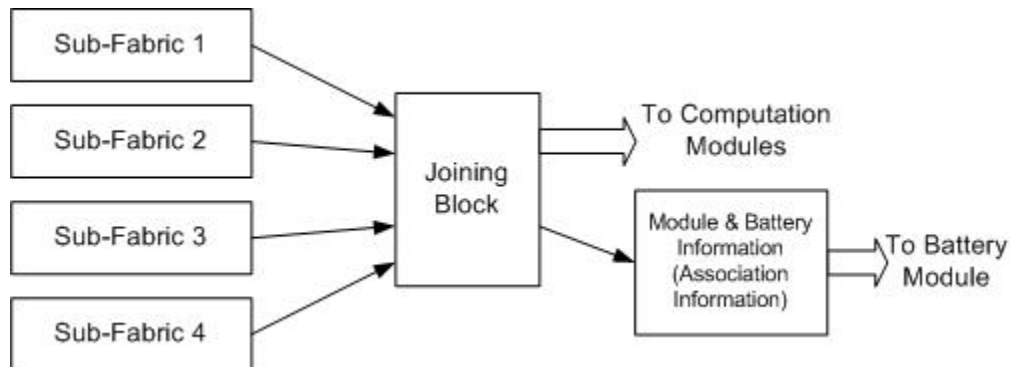 Sub-Fabric 1
Sub-Fabric 2
Sub-Fabric 3
Sub-Fabric 4
Joining
Block
To Computation
Modules
Module & Battery
Information
(Association
Information)
To Battery
Module